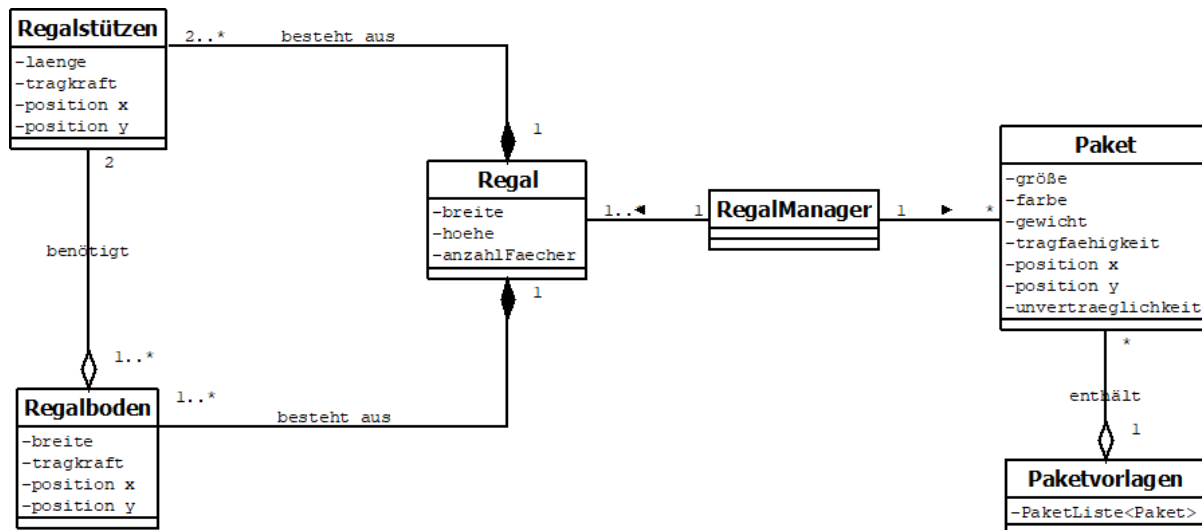 Regalstützen
-laenge
-tragkraft
-position x
-position y
2..*
besteht aus
1
2
benötigt
1..*
Regalboden
-breite
-tragkraft
-position x
-position y
1..*
besteht aus
1
Regal
-breite
-hoehe
-anzahlFaecher
1..*
1
RegalManager
1
*
Paket
-größe
-farbe
-gewicht
-tragfaehigkeit
-position x
-position y
-unvertraeglichkeit
*
enthält
1
Paketvorlagen
-PaketListe<Paket>